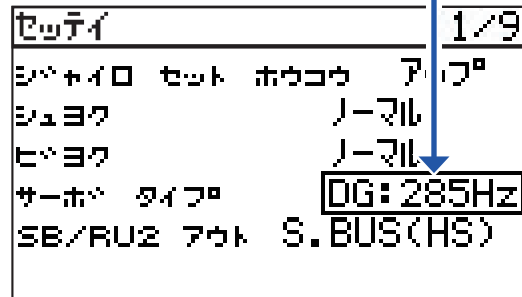 セッテイ 1/9
ジャイロ セット ホウコウ アップ
シュヨク ノーマル
ビヨク ノーマル
サーボ タイプ DG:285Hz
SB/RU2 アウト S.BUS(HS)